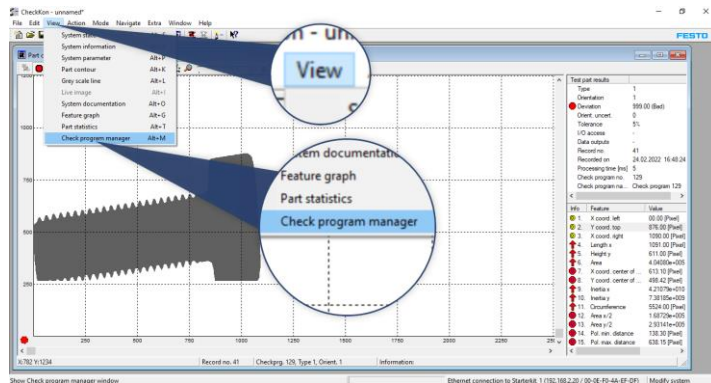 CheckKon - unnamed*
File Edit View Action Mode Navigate Extra Window Help
FESTO
System information
System parameter Alt+P
Part contour Alt+K
Grey scale line Alt+L
Live image Alt+I
System documentation Alt+O
Feature graph Alt+G
Part statistics Alt+T
Check program manager Alt+M
View
Feature graph
Part statistics
Check program manager
Test part results
Type 1
Orientation 1
Deviation 999.00 (Bad)
Orient. uncert. 0
Tolerance 5%
I/O access -
Data outputs -
Record no. 41
Recorded on 24.02.2022 16:48:24
Processing time [ms] 5
Check program no. 129
Check program na... Check program 129
Info Feature Value
1. X coord. left 00.00 [Pixel]
2. Y coord. top 876.00 [Pixel]
3. X coord. right 1090.00 [Pixel]
4. Length x 1091.00 [Pixel]
5. Height y 611.00 [Pixel]
6. Area 4.04080e+005
7. X coord. center of ... 613.10 [Pixel]
8. Y coord. center of ... 498.42 [Pixel]
9. Inertia x 4.21079e+010
10. Inertia y 7.38185e+009
11. Circumference 5524.00 [Pixel]
12. Area x/2 1.68729e+005
13. Area y/2 2.93141e+005
14. Pol. min. distance 138.30 [Pixel]
15. Pol. max. distance 638.15 [Pixel]
1000
750
500
250
250 500 750 1000 1250 1500 1750 2000 2250
X:782 Y:1234 Record no. 41 Checkprg. 129, Type 1, Orient. 1 Information:
Show Check program manager window Ethernet connection to Starterkit 1 (192.168.2.20 / 00-0E-F0-4A-EF-DF) Modify system